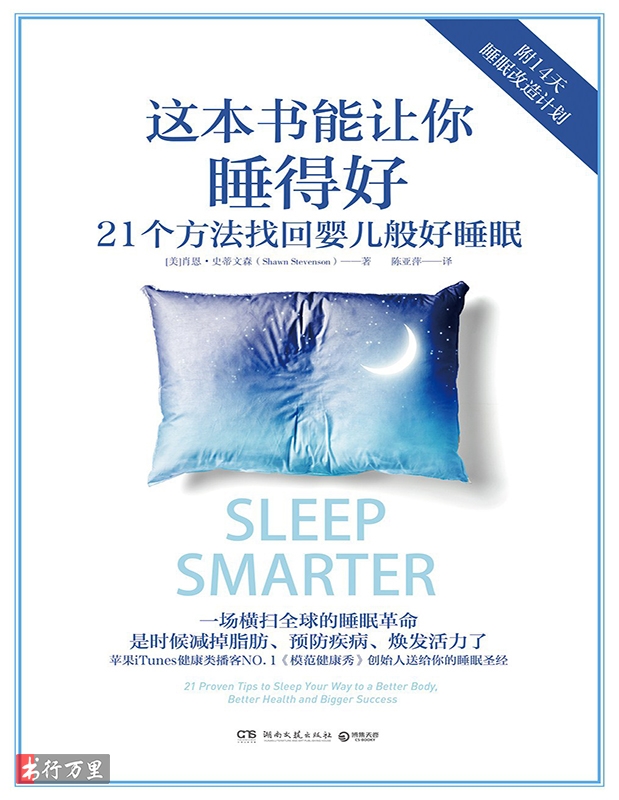 附14天
睡眠改造计划
这本书能让你
睡得好
21个方法找回婴儿般好睡眠
[美]肖恩·史蒂文森（Shawn Stevenson）——著 陈亚萍——译
SLEEP
SMARTER
一场横扫全球的睡眠革命
是时候减掉脂肪、预防疾病、焕发活力了
苹果iTunes健康类播客NO.1《模范健康秀》创始人送给你的睡眠圣经
21 Proven Tips to Sleep Your Way to a Better Body,
Better Health and Bigger Success
湖南文艺出版社 博集天卷
CS-BOOKY
书行万里